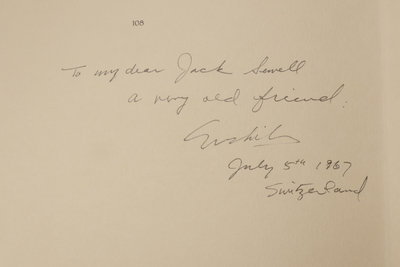 108
To my dear Jack Sewell
a very old friend.
July 5th 1967
Switzerland